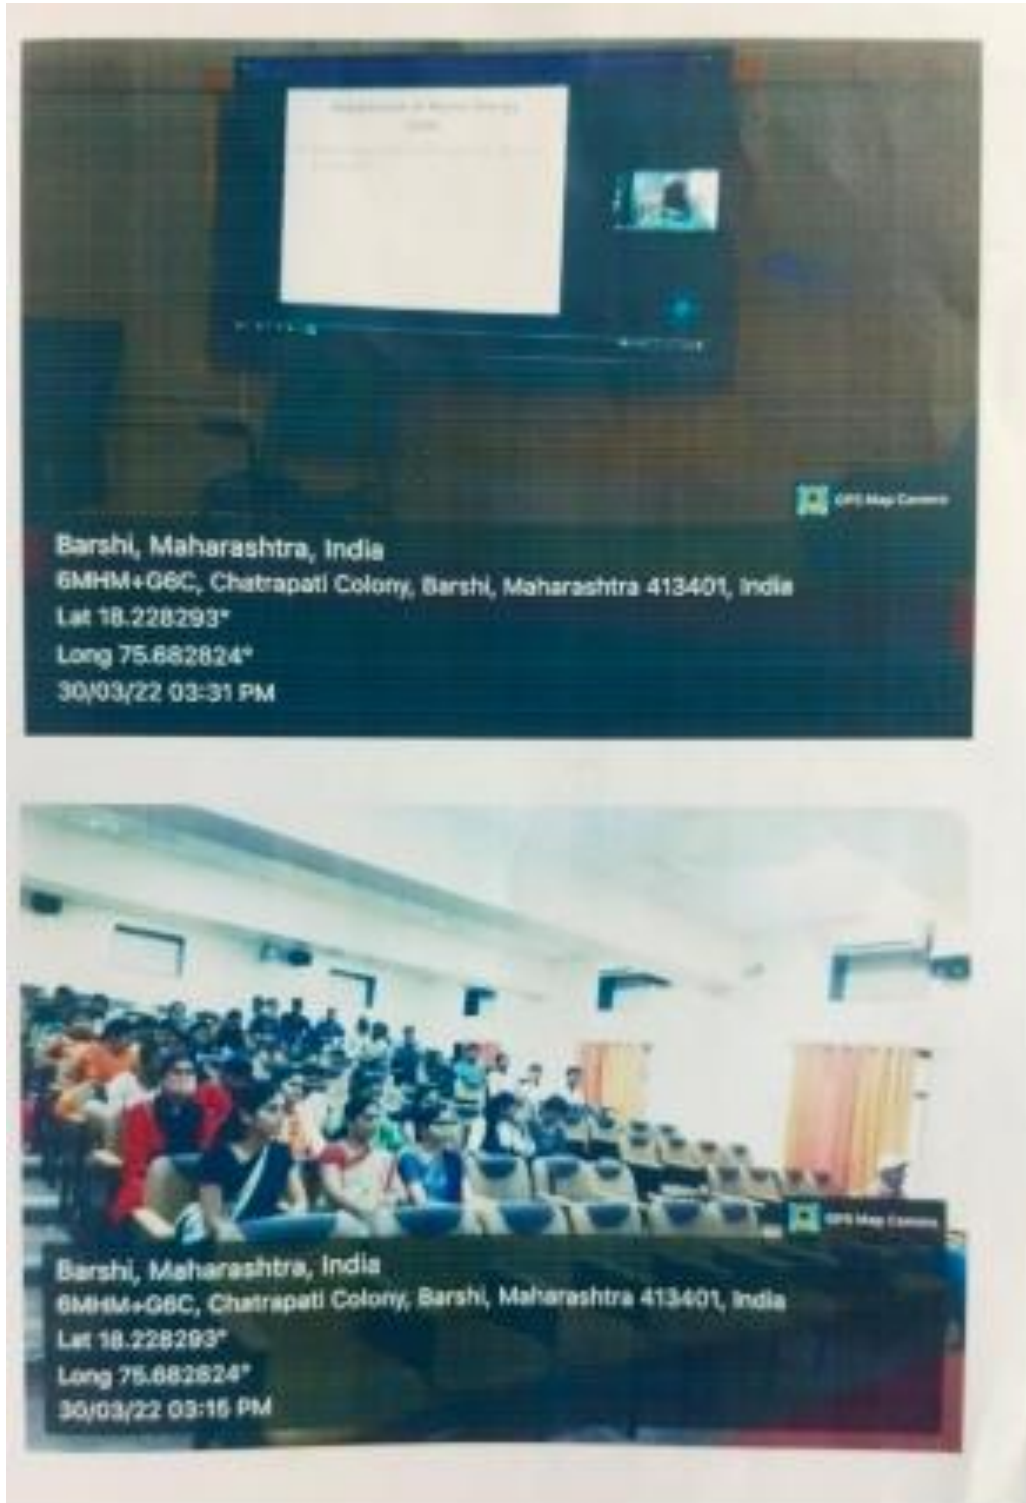 GPS Map Camera
Barshi, Maharashtra, India
6MHM+G6C, Chatrapati Colony, Barshi, Maharashtra 413401, India
Lat 18.228293°
Long 75.682824°
30/03/22 03:31 PM
GPS Map Camera
Barshi, Maharashtra, India
6MHM+G6C, Chatrapati Colony, Barshi, Maharashtra 413401, India
Lat 18.228293°
Long 75.682824°
30/03/22 03:15 PM